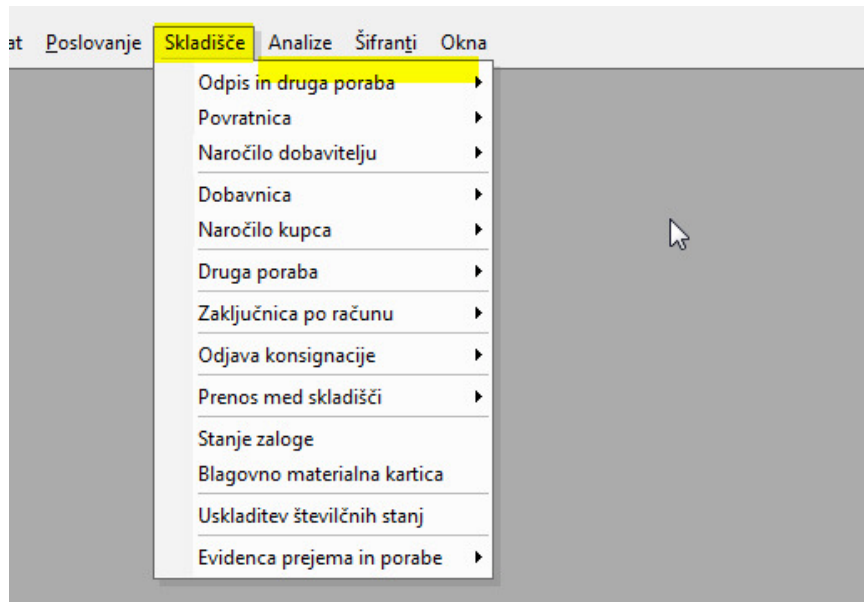 at Poslovanje Skladišče Analize Šifranti Okna
Odpis in druga poraba
Povratnica
Naročilo dobavitelju
Dobavnica
Naročilo kupca
Druga poraba
Zaključnica po računu
Odjava konsignacije
Prenos med skladišči
Stanje zaloge
Blagovno materialna kartica
Uskladitev številčnih stanj
Evidenca prejema in porabe